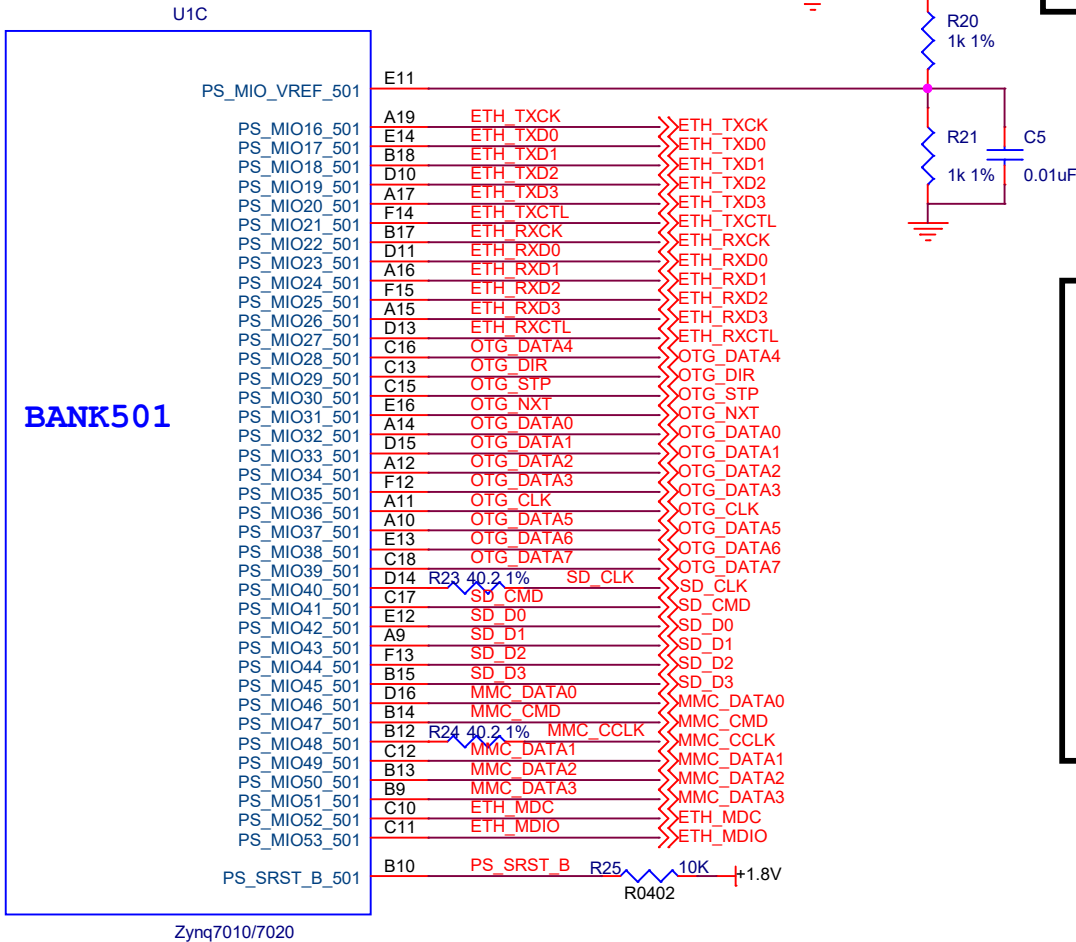 U1C
R20
1k 1%
PS_MIO_VREF_501 E11
R21
1k 1%
C5
0.01uF
PS_MIO16_501 A19 ETH_TXCK ETH_TXCK
PS_MIO17_501 E14 ETH_TXD0 ETH_TXD0
PS_MIO18_501 B18 ETH_TXD1 ETH_TXD1
PS_MIO19_501 D10 ETH_TXD2 ETH_TXD2
PS_MIO20_501 A17 ETH_TXD3 ETH_TXD3
PS_MIO21_501 F14 ETH_TXCTL ETH_TXCTL
PS_MIO22_501 B17 ETH_RXCK ETH_RXCK
PS_MIO23_501 D11 ETH_RXD0 ETH_RXD0
PS_MIO24_501 A16 ETH_RXD1 ETH_RXD1
PS_MIO25_501 F15 ETH_RXD2 ETH_RXD2
PS_MIO26_501 A15 ETH_RXD3 ETH_RXD3
PS_MIO27_501 D13 ETH_RXCTL ETH_RXCTL
PS_MIO28_501 C16 OTG_DATA4 OTG_DATA4
PS_MIO29_501 C13 OTG_DIR OTG_DIR
PS_MIO30_501 C15 OTG_STP OTG_STP
PS_MIO31_501 E16 OTG_NXT OTG_NXT
BANK501
PS_MIO32_501 A14 OTG_DATA0 OTG_DATA0
PS_MIO33_501 D15 OTG_DATA1 OTG_DATA1
PS_MIO34_501 A12 OTG_DATA2 OTG_DATA2
PS_MIO35_501 F12 OTG_DATA3 OTG_DATA3
PS_MIO36_501 A11 OTG_CLK OTG_CLK
PS_MIO37_501 A10 OTG_DATA5 OTG_DATA5
PS_MIO38_501 E13 OTG_DATA6 OTG_DATA6
PS_MIO39_501 C18 OTG_DATA7 OTG_DATA7
PS_MIO40_501 D14 R23 40.2 1% SD_CLK SD_CLK
PS_MIO41_501 C17 SD_CMD SD_CMD
PS_MIO42_501 E12 SD_D0 SD_D0
PS_MIO43_501 A9 SD_D1 SD_D1
PS_MIO44_501 F13 SD_D2 SD_D2
PS_MIO45_501 B15 SD_D3 SD_D3
PS_MIO46_501 D16 MMC_DATA0 MMC_DATA0
PS_MIO47_501 B14 MMC_CMD MMC_CMD
PS_MIO48_501 B12 R24 40.2 1% MMC_CCLK MMC_CCLK
PS_MIO49_501 C12 MMC_DATA1 MMC_DATA1
PS_MIO50_501 B13 MMC_DATA2 MMC_DATA2
PS_MIO51_501 B9 MMC_DATA3 MMC_DATA3
PS_MIO52_501 C10 ETH_MDC ETH_MDC
PS_MIO53_501 C11 ETH_MDIO ETH_MDIO
PS_SRST_B_501 B10 PS_SRST_B R25 10K +1.8V
R0402
Zynq7010/7020